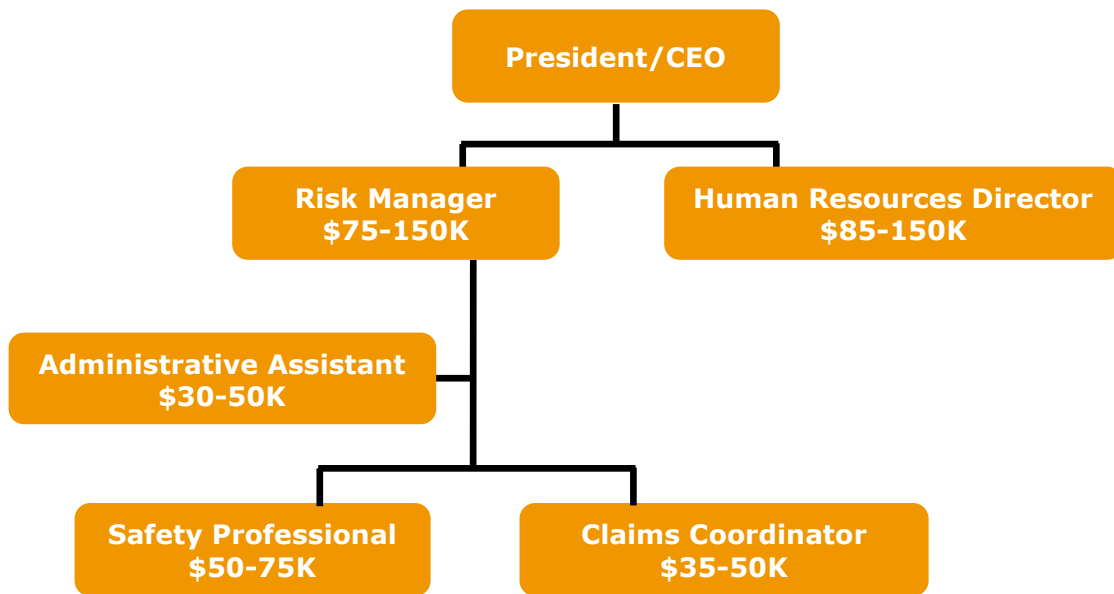 President/CEO
Risk Manager
$75-150K
Human Resources Director
$85-150K
Administrative Assistant
$30-50K
Safety Professional
$50-75K
Claims Coordinator
$35-50K